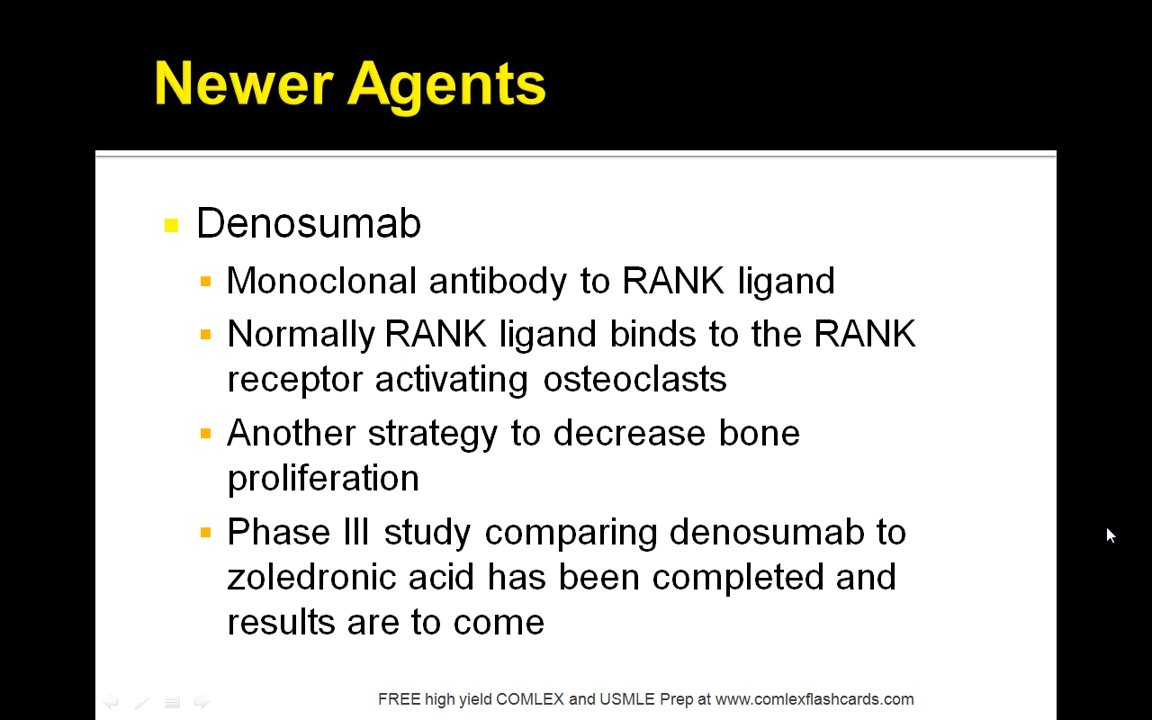 Newer Agents
Denosumab
Monoclonal antibody to RANK ligand
Normally RANK ligand binds to the RANK
receptor activating osteoclasts
Another strategy to decrease bone
proliferation
Phase III study comparing denosumab to
zoledronic acid has been completed and
results are to come
FREE high yield COMLEX and USMLE Prep at www.comlexflashcards.com